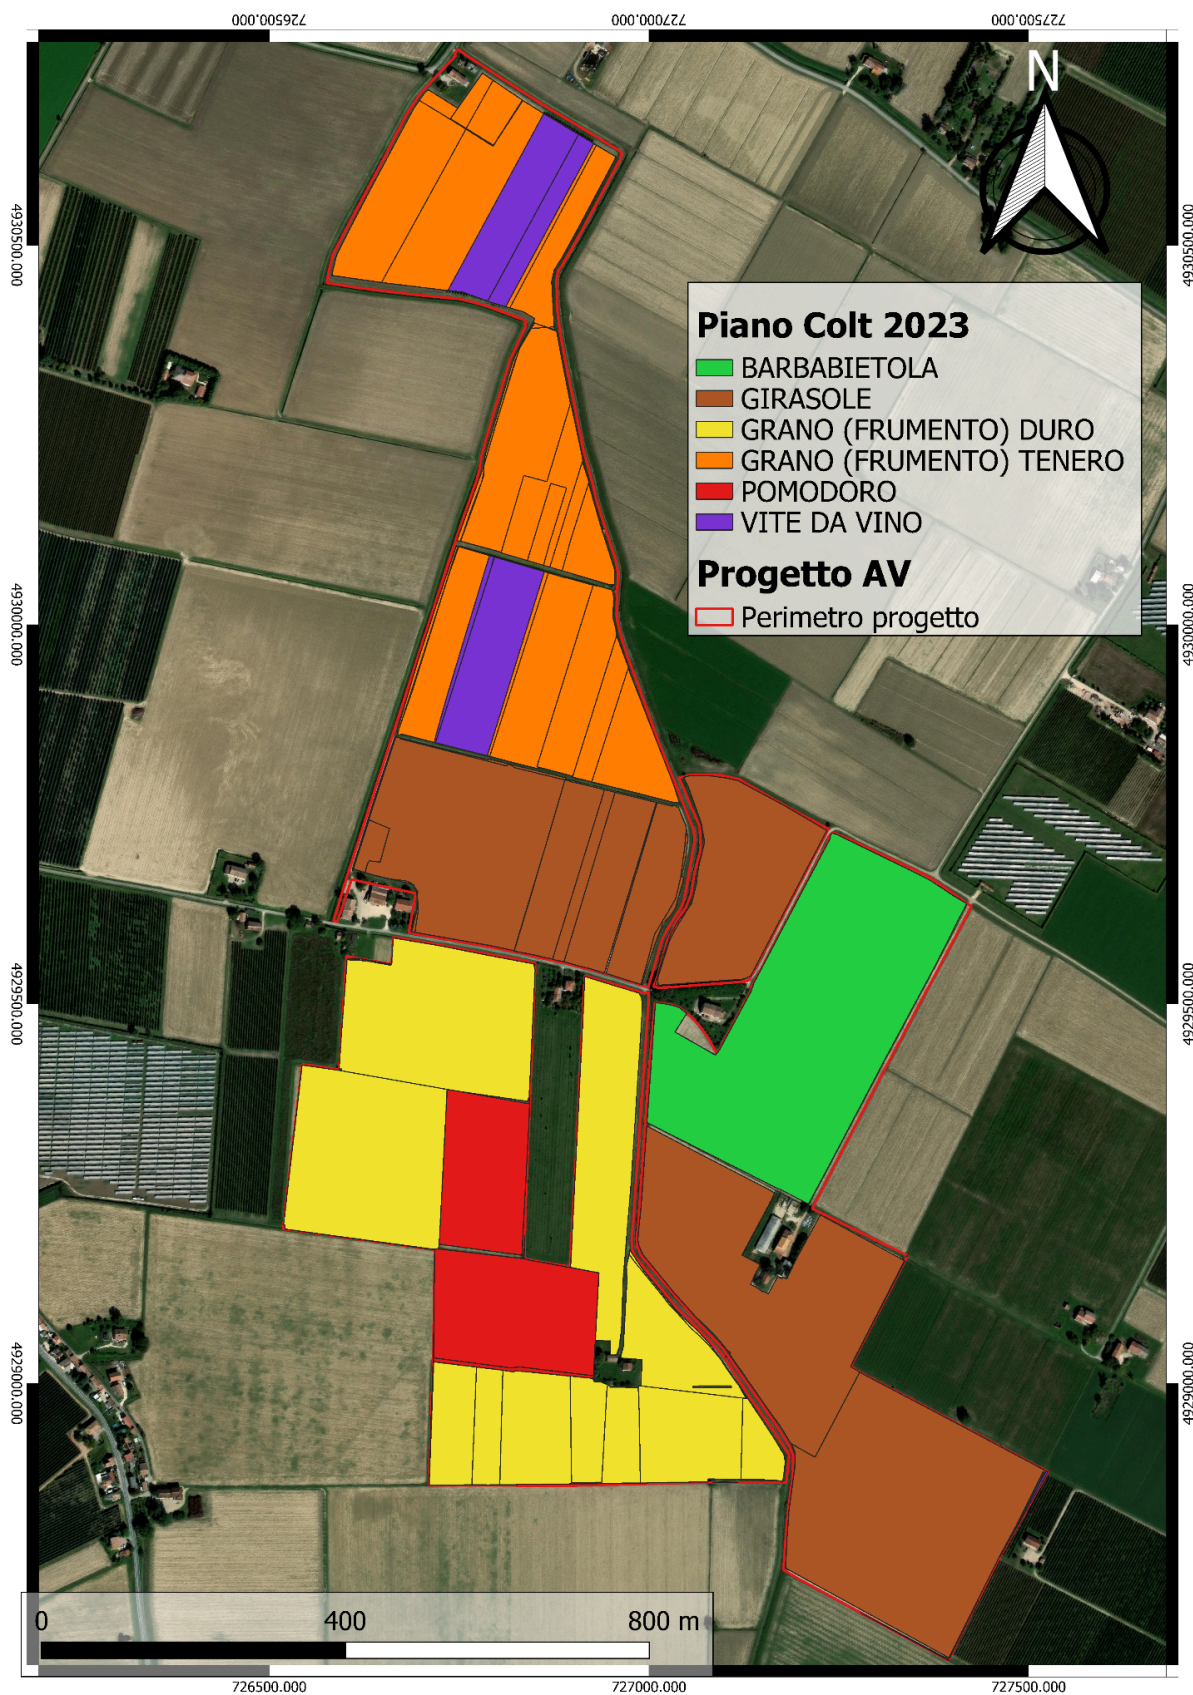 726500.000
727000.000
727500.000
N
4930500.000
4930500.000
Piano Colt 2023
BARBABIETOLA
GIRASOLE
GRANO (FRUMENTO) DURO
GRANO (FRUMENTO) TENERO
POMODORO
VITE DA VINO
Progetto AV
Perimetro progetto
4930000.000
4930000.000
4929500.000
4929500.000
4929000.000
4929000.000
0 400 800 m
726500.000
727000.000
727500.000